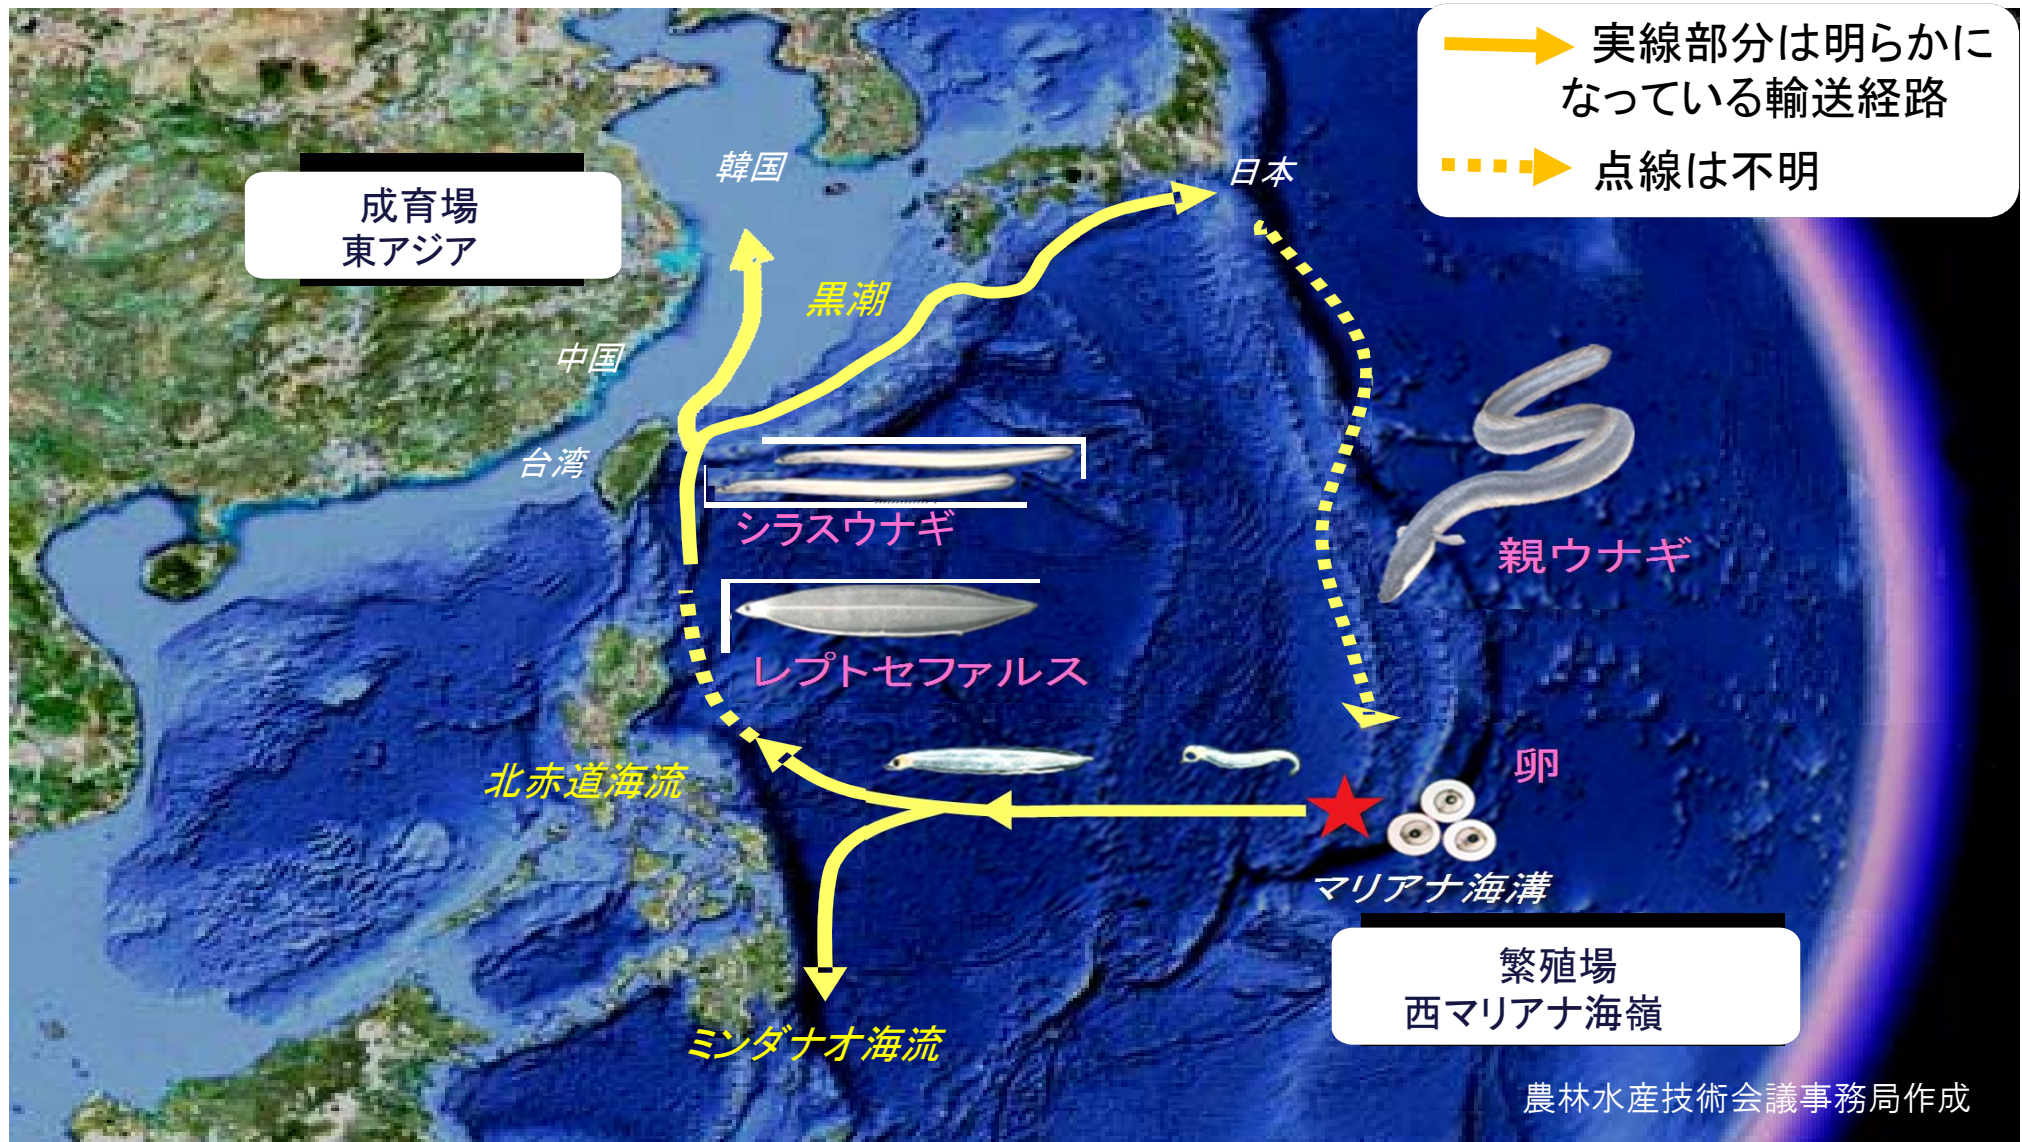 実線部分は明らかに
なっている輸送経路
点線は不明
韓国
日本
成育場
東アジア
黒潮
中国
台湾
シラスウナギ
親ウナギ
レプトセファルス
卵
北赤道海流
マリアナ海溝
繁殖場
西マリアナ海嶺
ミンダナオ海流
農林水産技術会議事務局作成